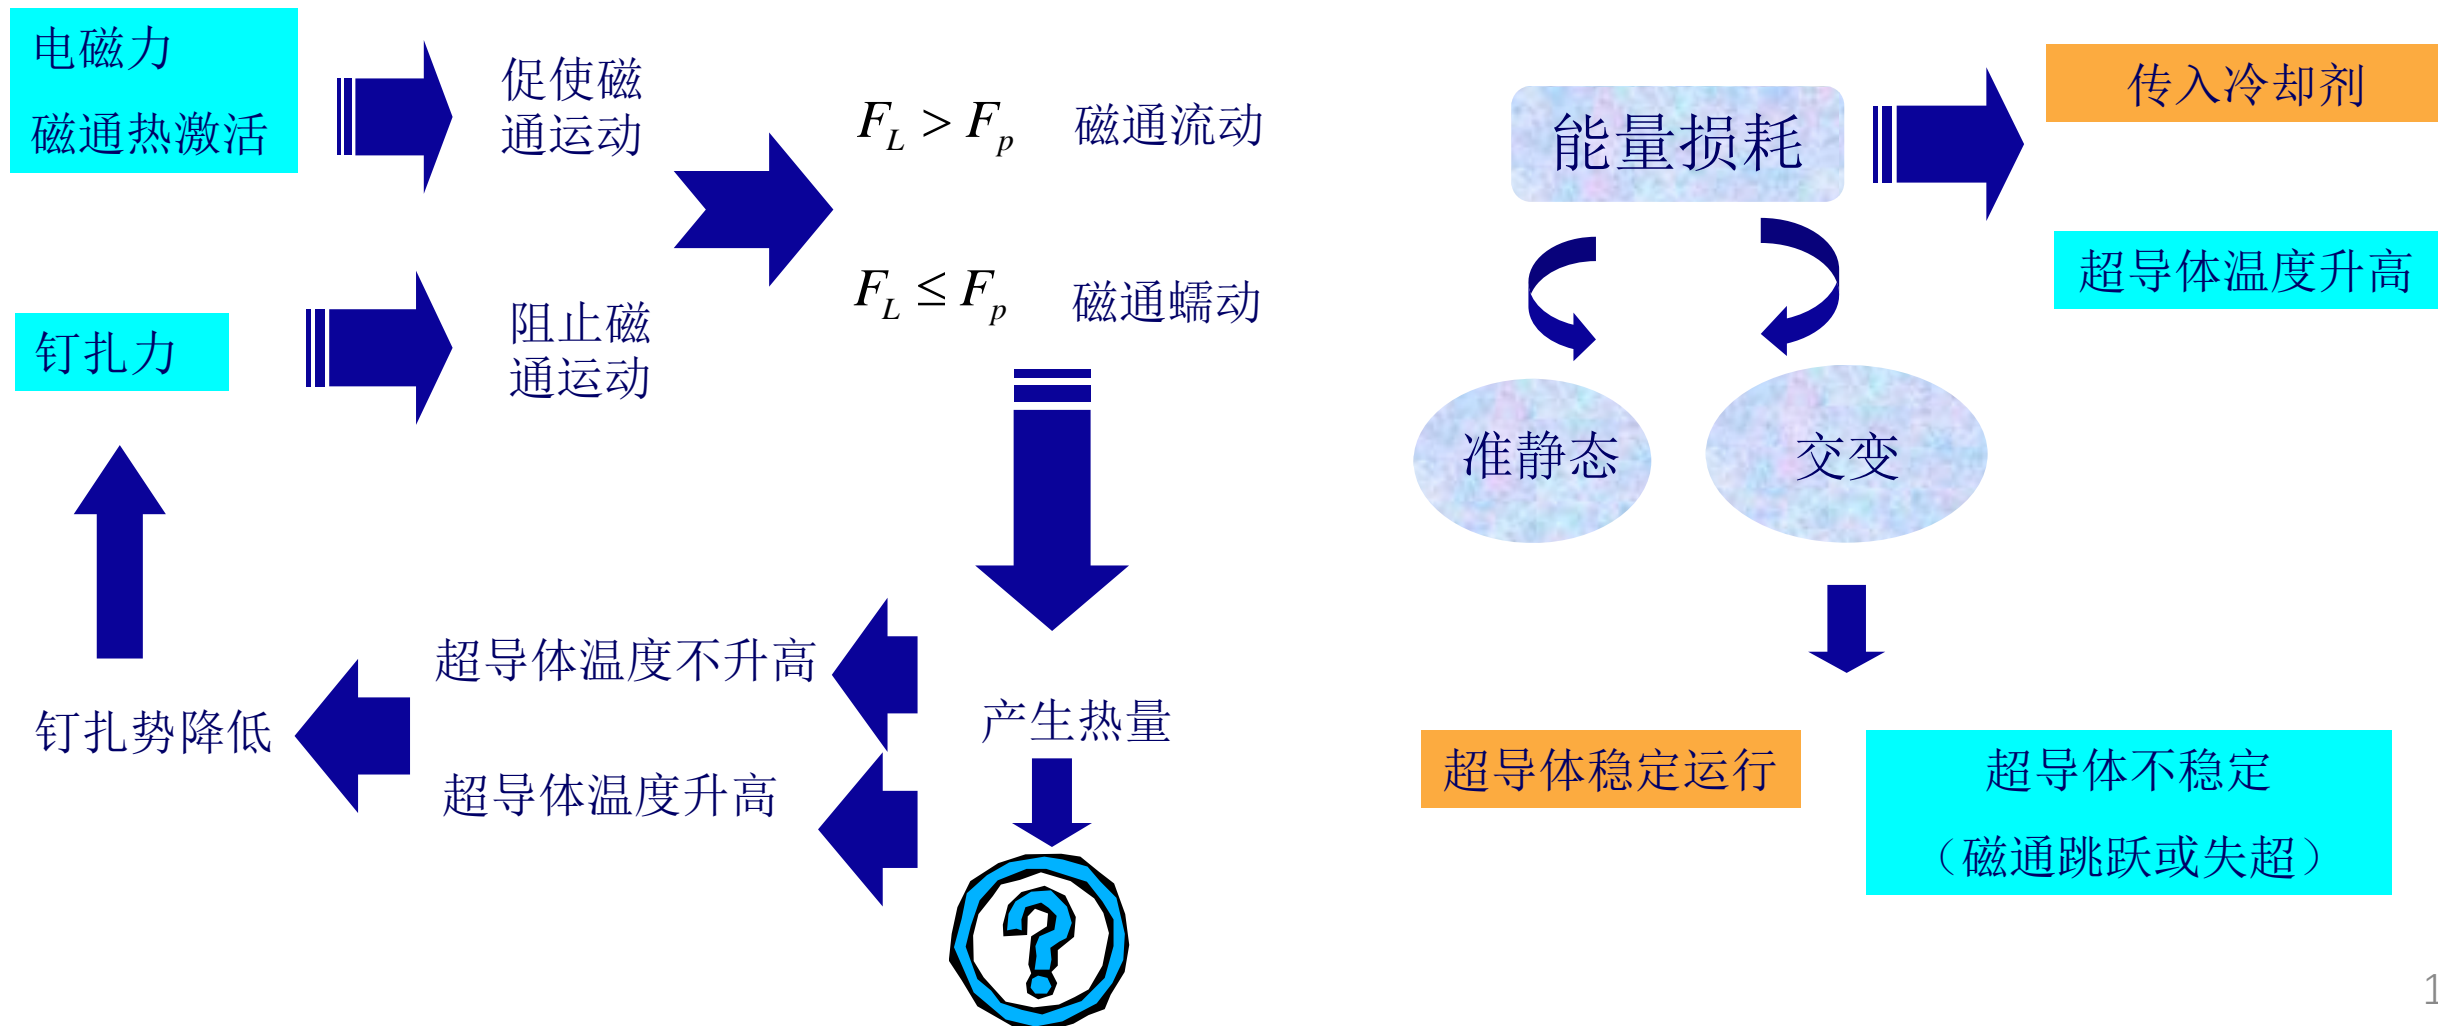 电磁力
磁通热激活
促使磁
通运动
F_L > F_p 磁通流动
F_L ≤ F_p 磁通蠕动
钉扎力
阻止磁
通运动
超导体温度不升高
产生热量
钉扎势降低
超导体温度升高
?
能量损耗
传入冷却剂
超导体温度升高
准静态
交变
超导体稳定运行
超导体不稳定
（磁通跳跃或失超）
1